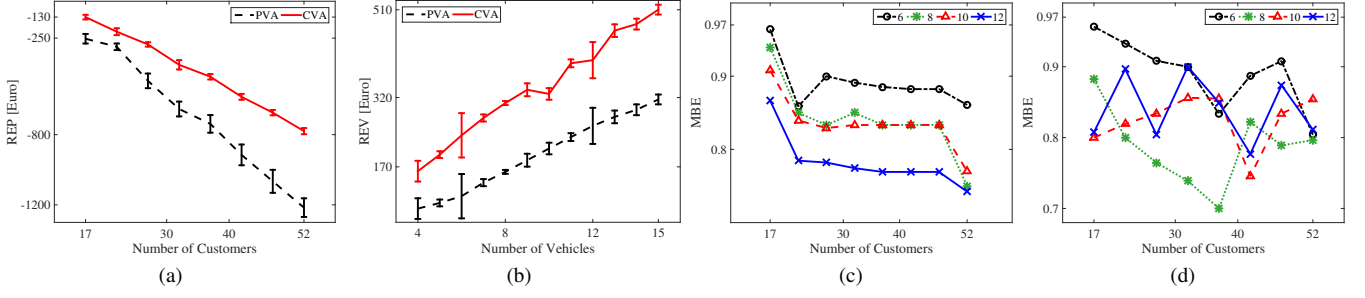 -130
-250
-800
-1200
REP [Euro]
PVA CVA
17 30 40 52
Number of Customers
(a)
510
320
170
REV [Euro]
PVA CVA
4 8 12 15
Number of Vehicles
(b)
0.97
0.9
0.8
MBE
6 8 10 12
17 30 40 52
Number of Customers
(c)
0.97
0.9
0.8
0.7
MBE
6 8 10 12
17 30 40 52
Number of Customers
(d)